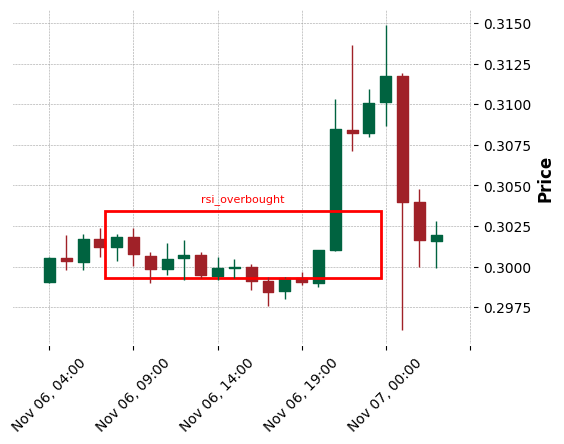 0.3150
0.3125
0.3100
0.3075
0.3050
0.3025
0.3000
0.2975
Price
rsi_overbought
Nov 06, 04:00
Nov 06, 09:00
Nov 06, 14:00
Nov 06, 19:00
Nov 07, 00:00